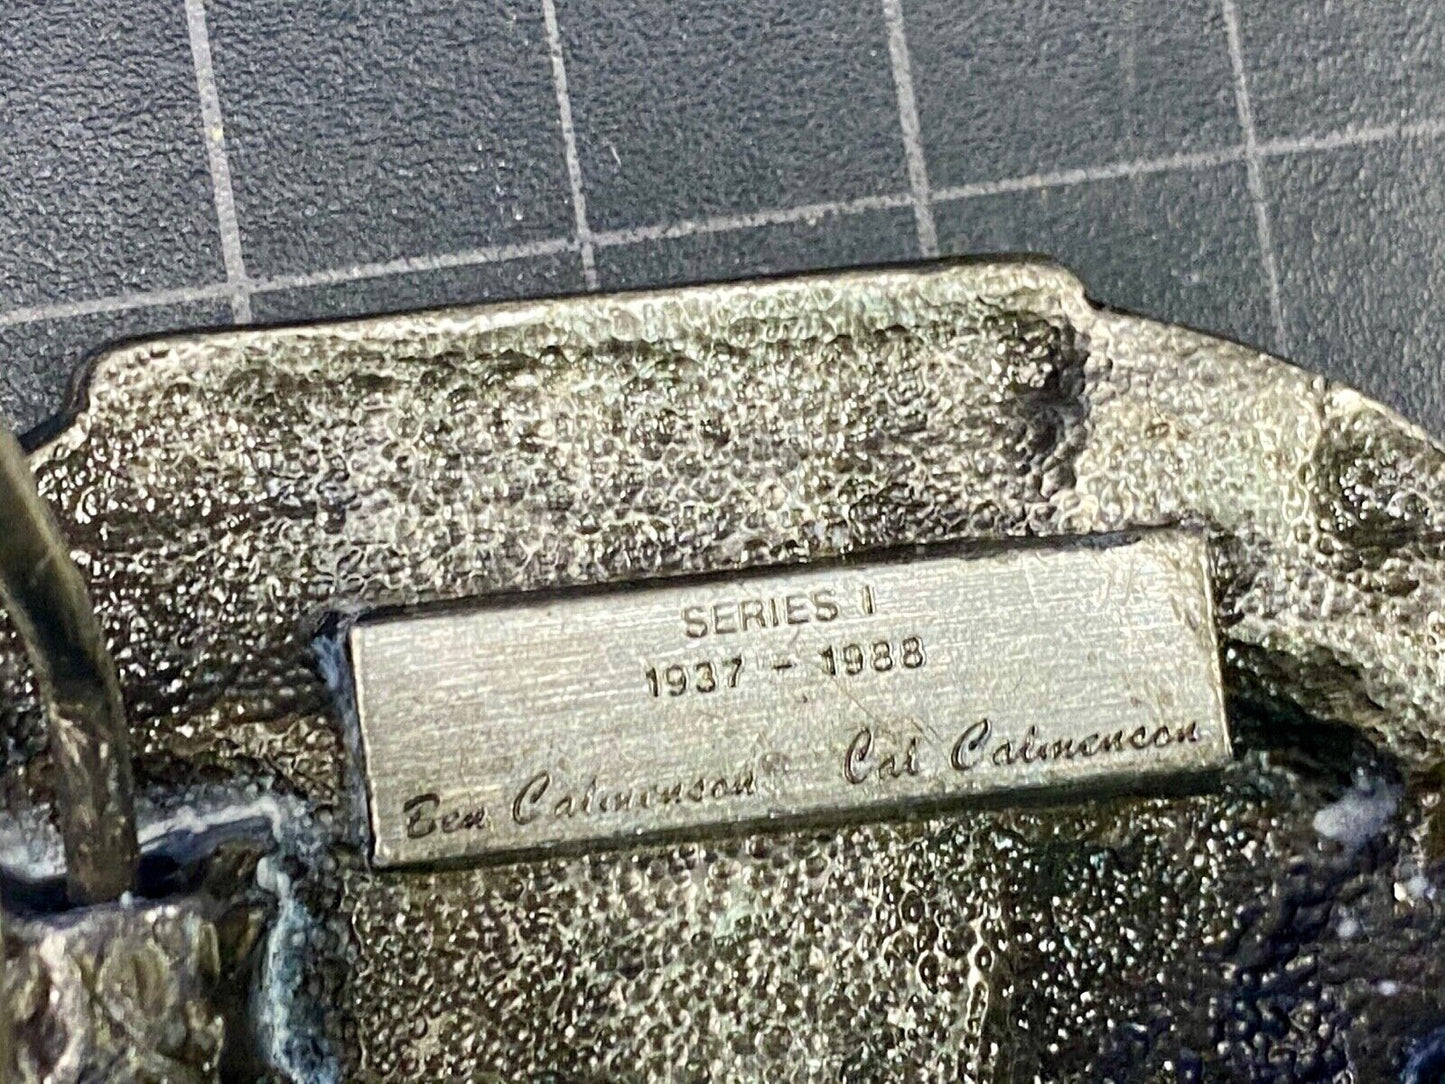 SERIES I
1937 - 1988
Ben Calmenson Cal Calmenson